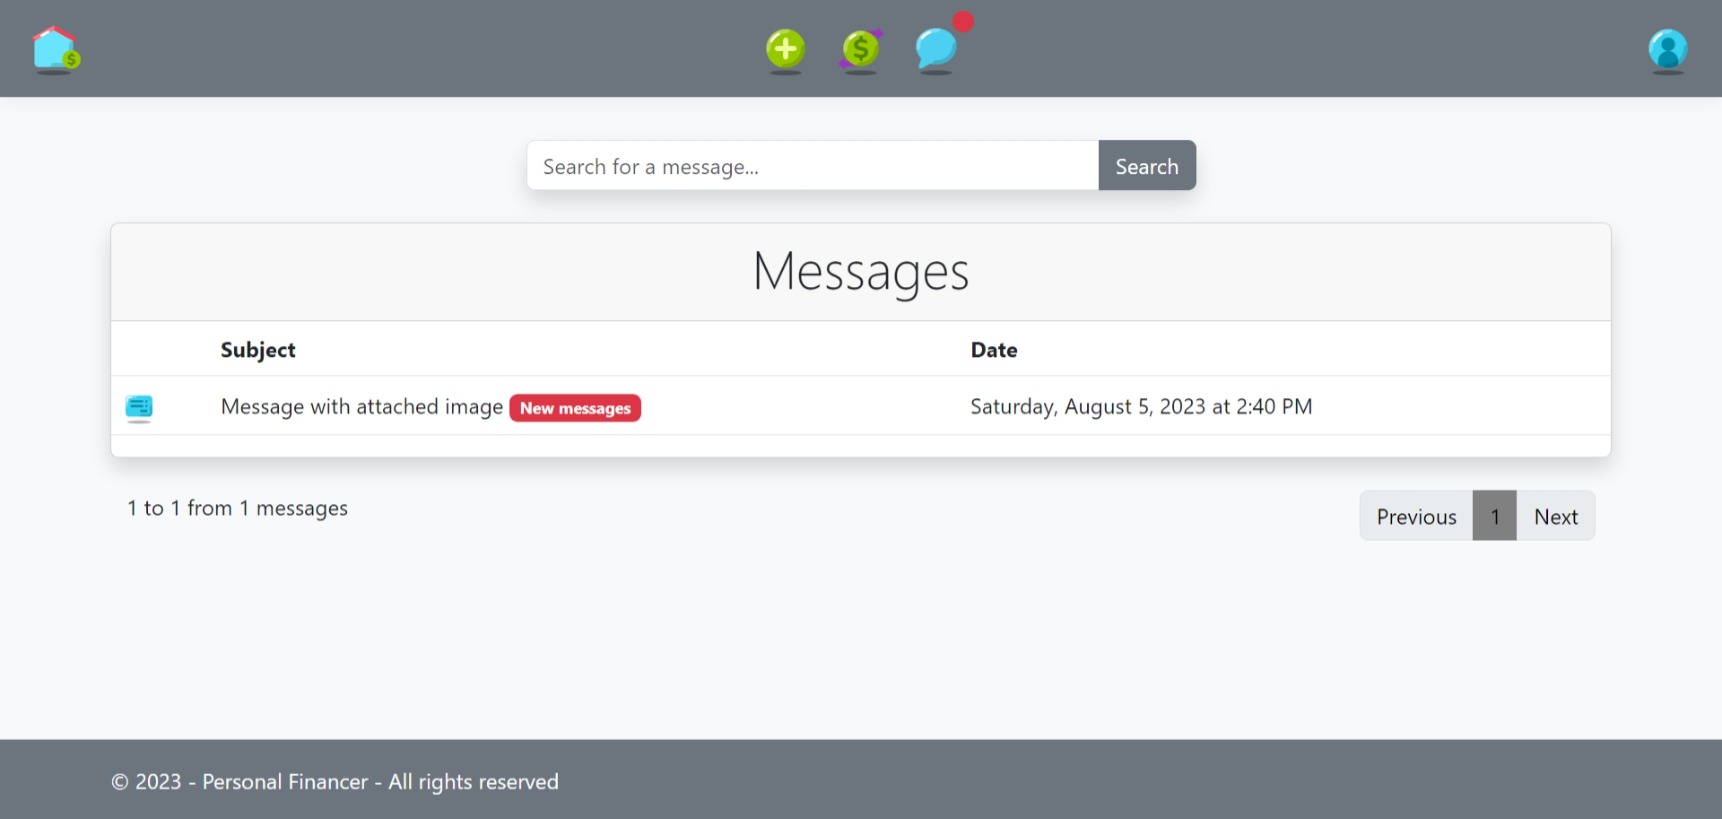 Search for a message...
Search
Messages
Subject Date
Message with attached image New messages Saturday, August 5, 2023 at 2:40 PM
1 to 1 from 1 messages
Previous 1 Next
© 2023 - Personal Financer - All rights reserved